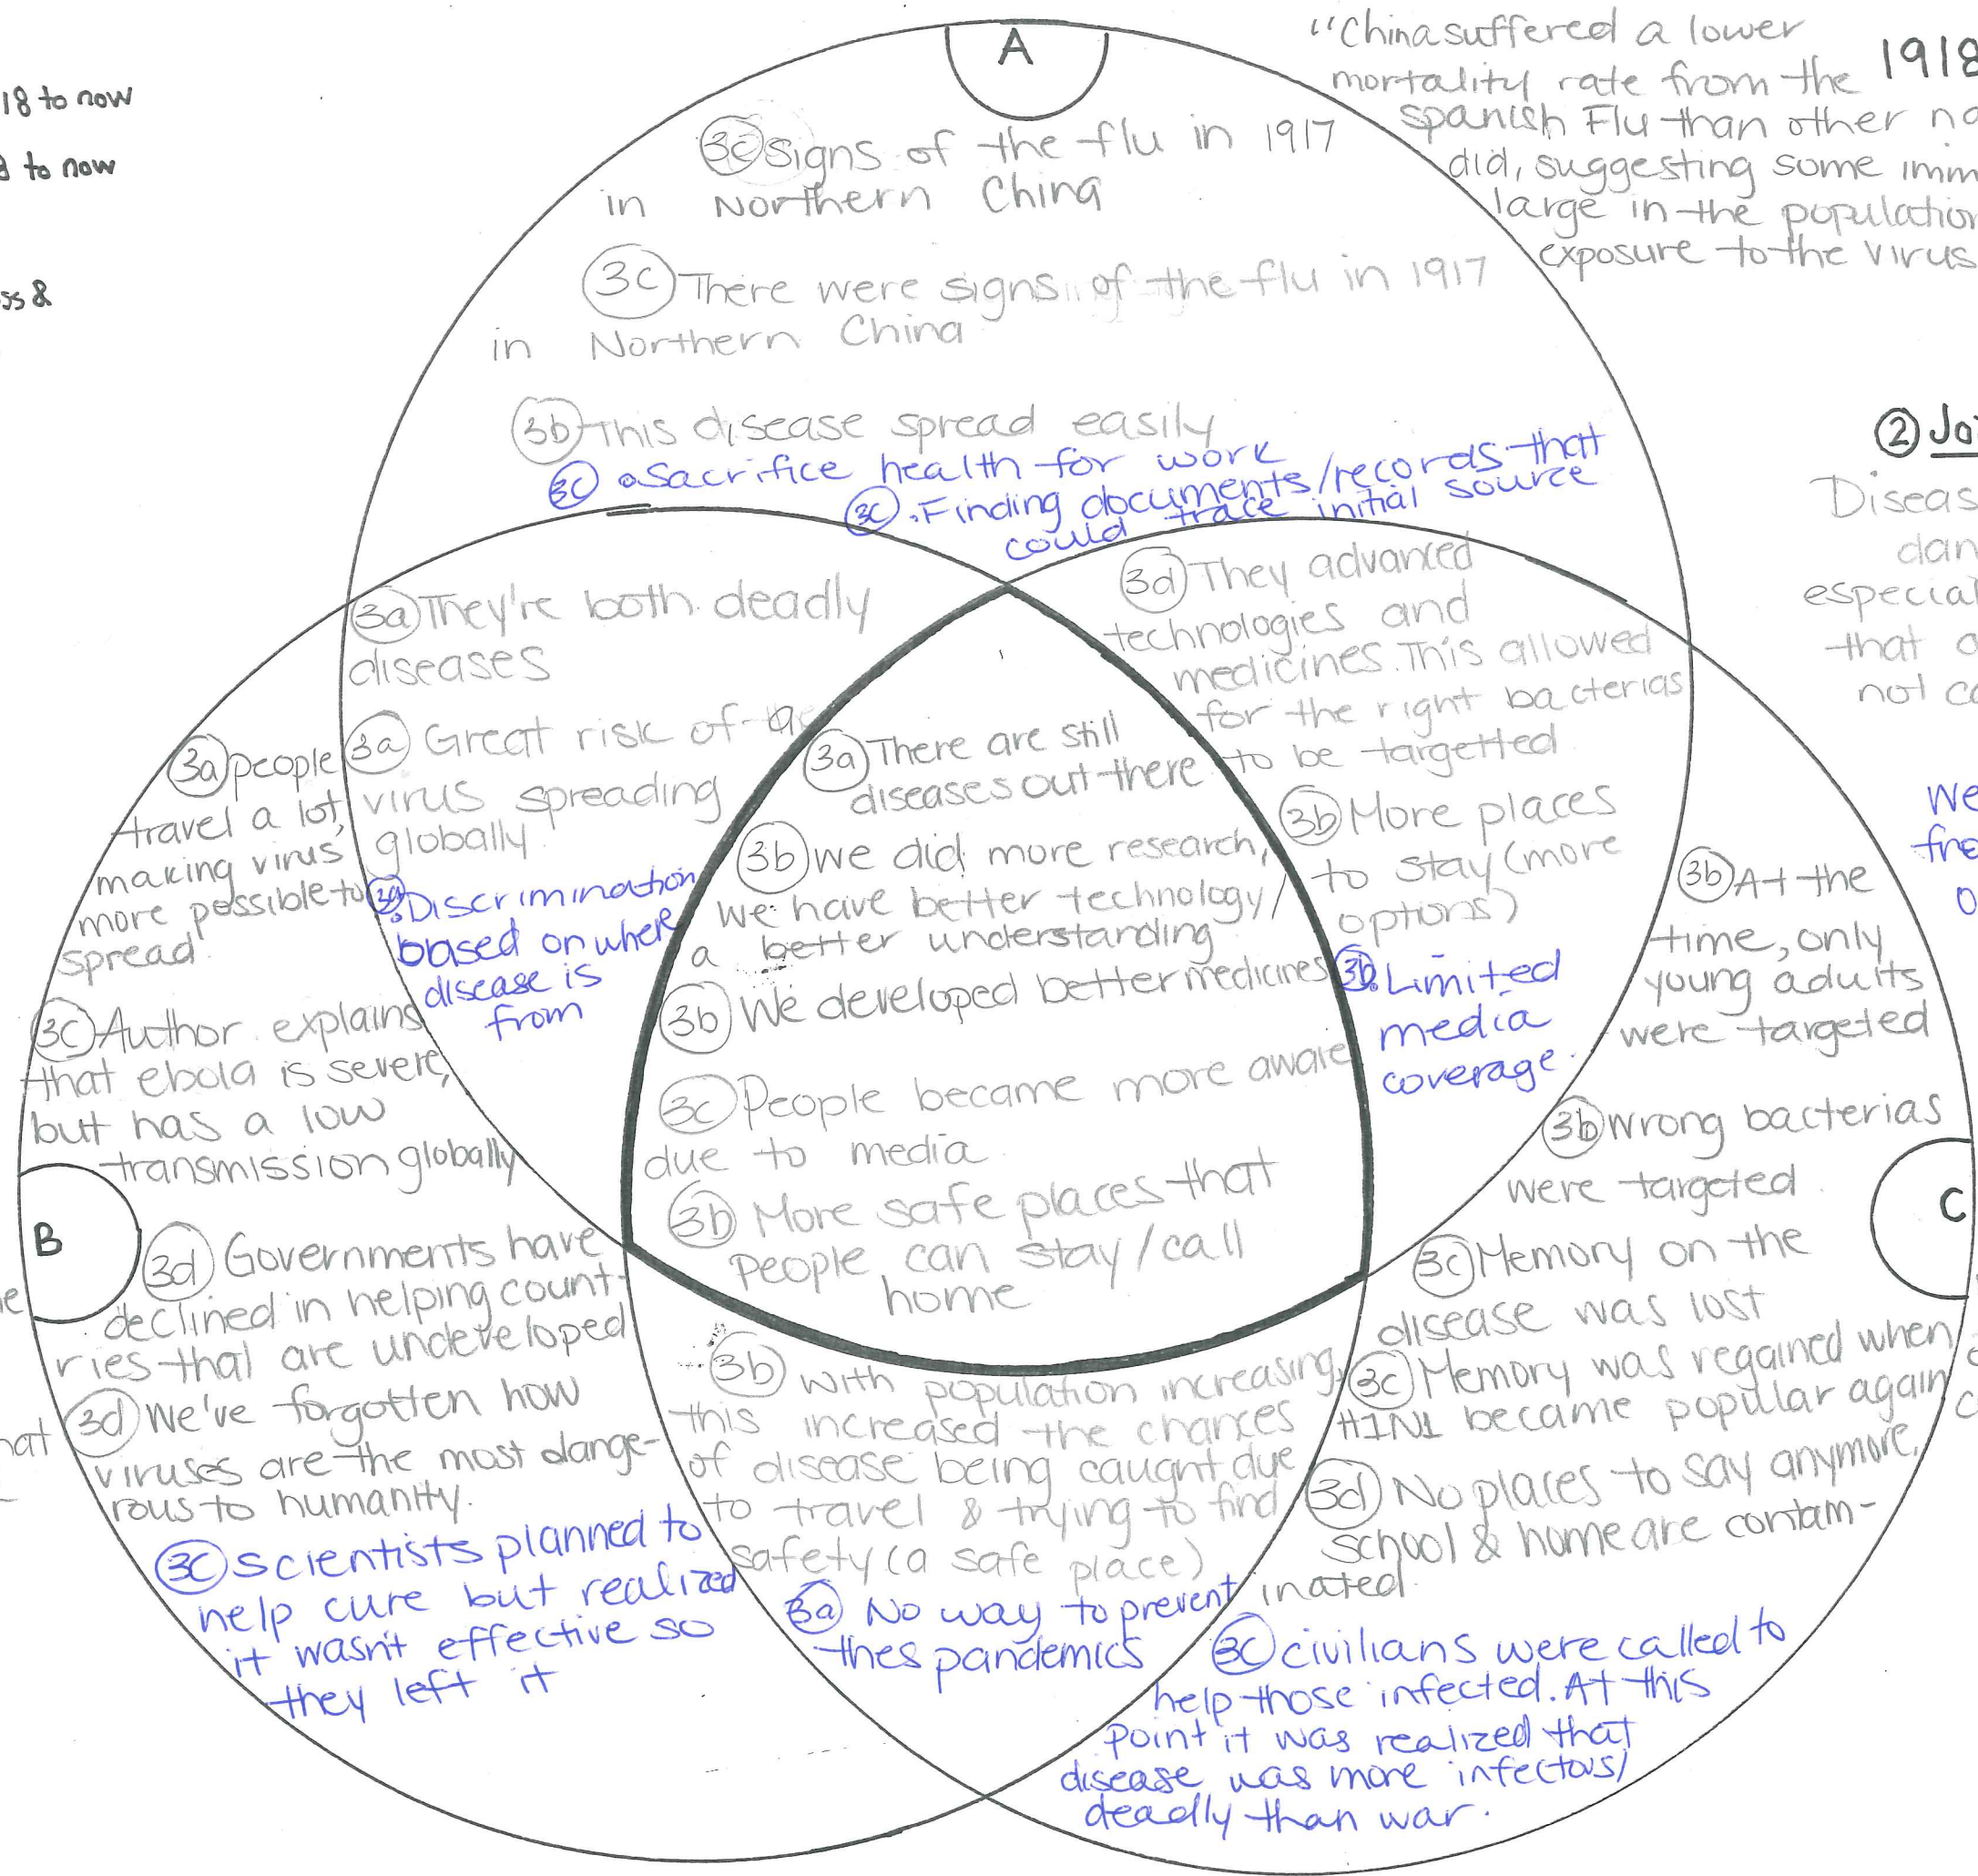 18 to now
to now
ss &
A
"China suffered a lower
mortality rate from the 1918
spanish Flu than other na
did, suggesting some imm
large in the population
exposure to the virus
3c signs of the flu in 1917
in Northern China
3c There were signs of the flu in 1917
in Northern China
3b This disease spread easily
3c sacrifice health for work
3c Finding documents/records that
could trace initial source
3a They're both deadly
diseases
3a Great risk of a
virus spreading
globally
3a Discrimination
based on where
disease is
from
3d They advanced
technologies and
medicines. This allowed
for the right bacterias
to be targetted
3b More places
to stay (more
options)
3b Limited
media
coverage.
3a There are still
diseases out there
3b we did more research,
we have better technology/
a better understanding
3b We developed better medicines
3c People became more aware
due to media
3b More safe places that
people can stay/call
home
3a people
travel a lot,
making virus
more possible to
spread
3c Author explains
that ebola is severe,
but has a low
transmission globally
B
3d Governments have
declined in helping count-
ries that are undeveloped
3d We've forgotten how
viruses are the most dange-
rous to humanity.
3c Scientists planned to
help cure but realized
it wasn't effective so
they left it
3b with population increasing,
this increased the chances
of disease being caught due
to travel & trying to find
safety (a safe place)
3a No way to prevent
thes pandemics
3b At the
time, only
young adults
were targeted
3b Wrong bacterias
were targeted
C
3c Memory on the
disease was lost
3c Memory was regained when
H1N1 became popular again
3d No places to say anymore,
school & home are contam-
inated.
3c civilians were called to
help those infected. At this
point it was realized that
disease was more infectous/
deadly than war.
2 Jo
Diseas
dan
especial
that
not co
We
fro
o
hat